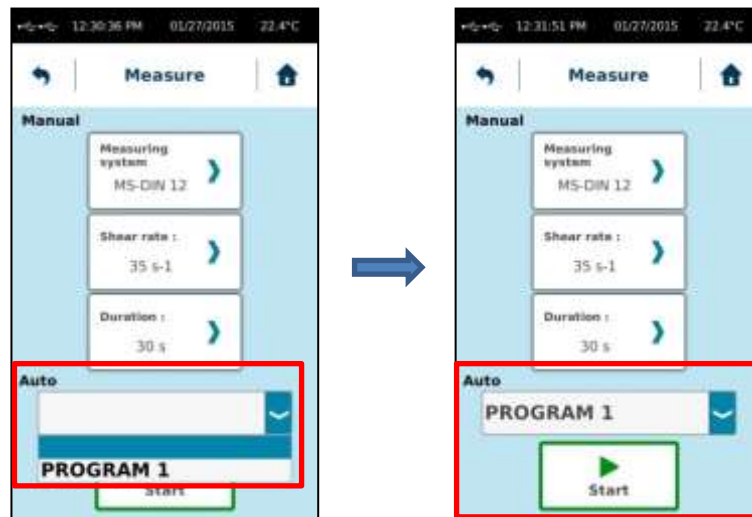 12:30:36 PM 01/27/2015 22.4°C
Measure
Manual
Measuring
system
MS-DIN 12
Shear rate :
35 s-1
Duration :
30 s
Auto
PROGRAM 1
Start
12:31:51 PM 01/27/2015 22.4°C
Measure
Manual
Measuring
system
MS-DIN 12
Shear rate :
35 s-1
Duration :
30 s
Auto
PROGRAM 1
Start